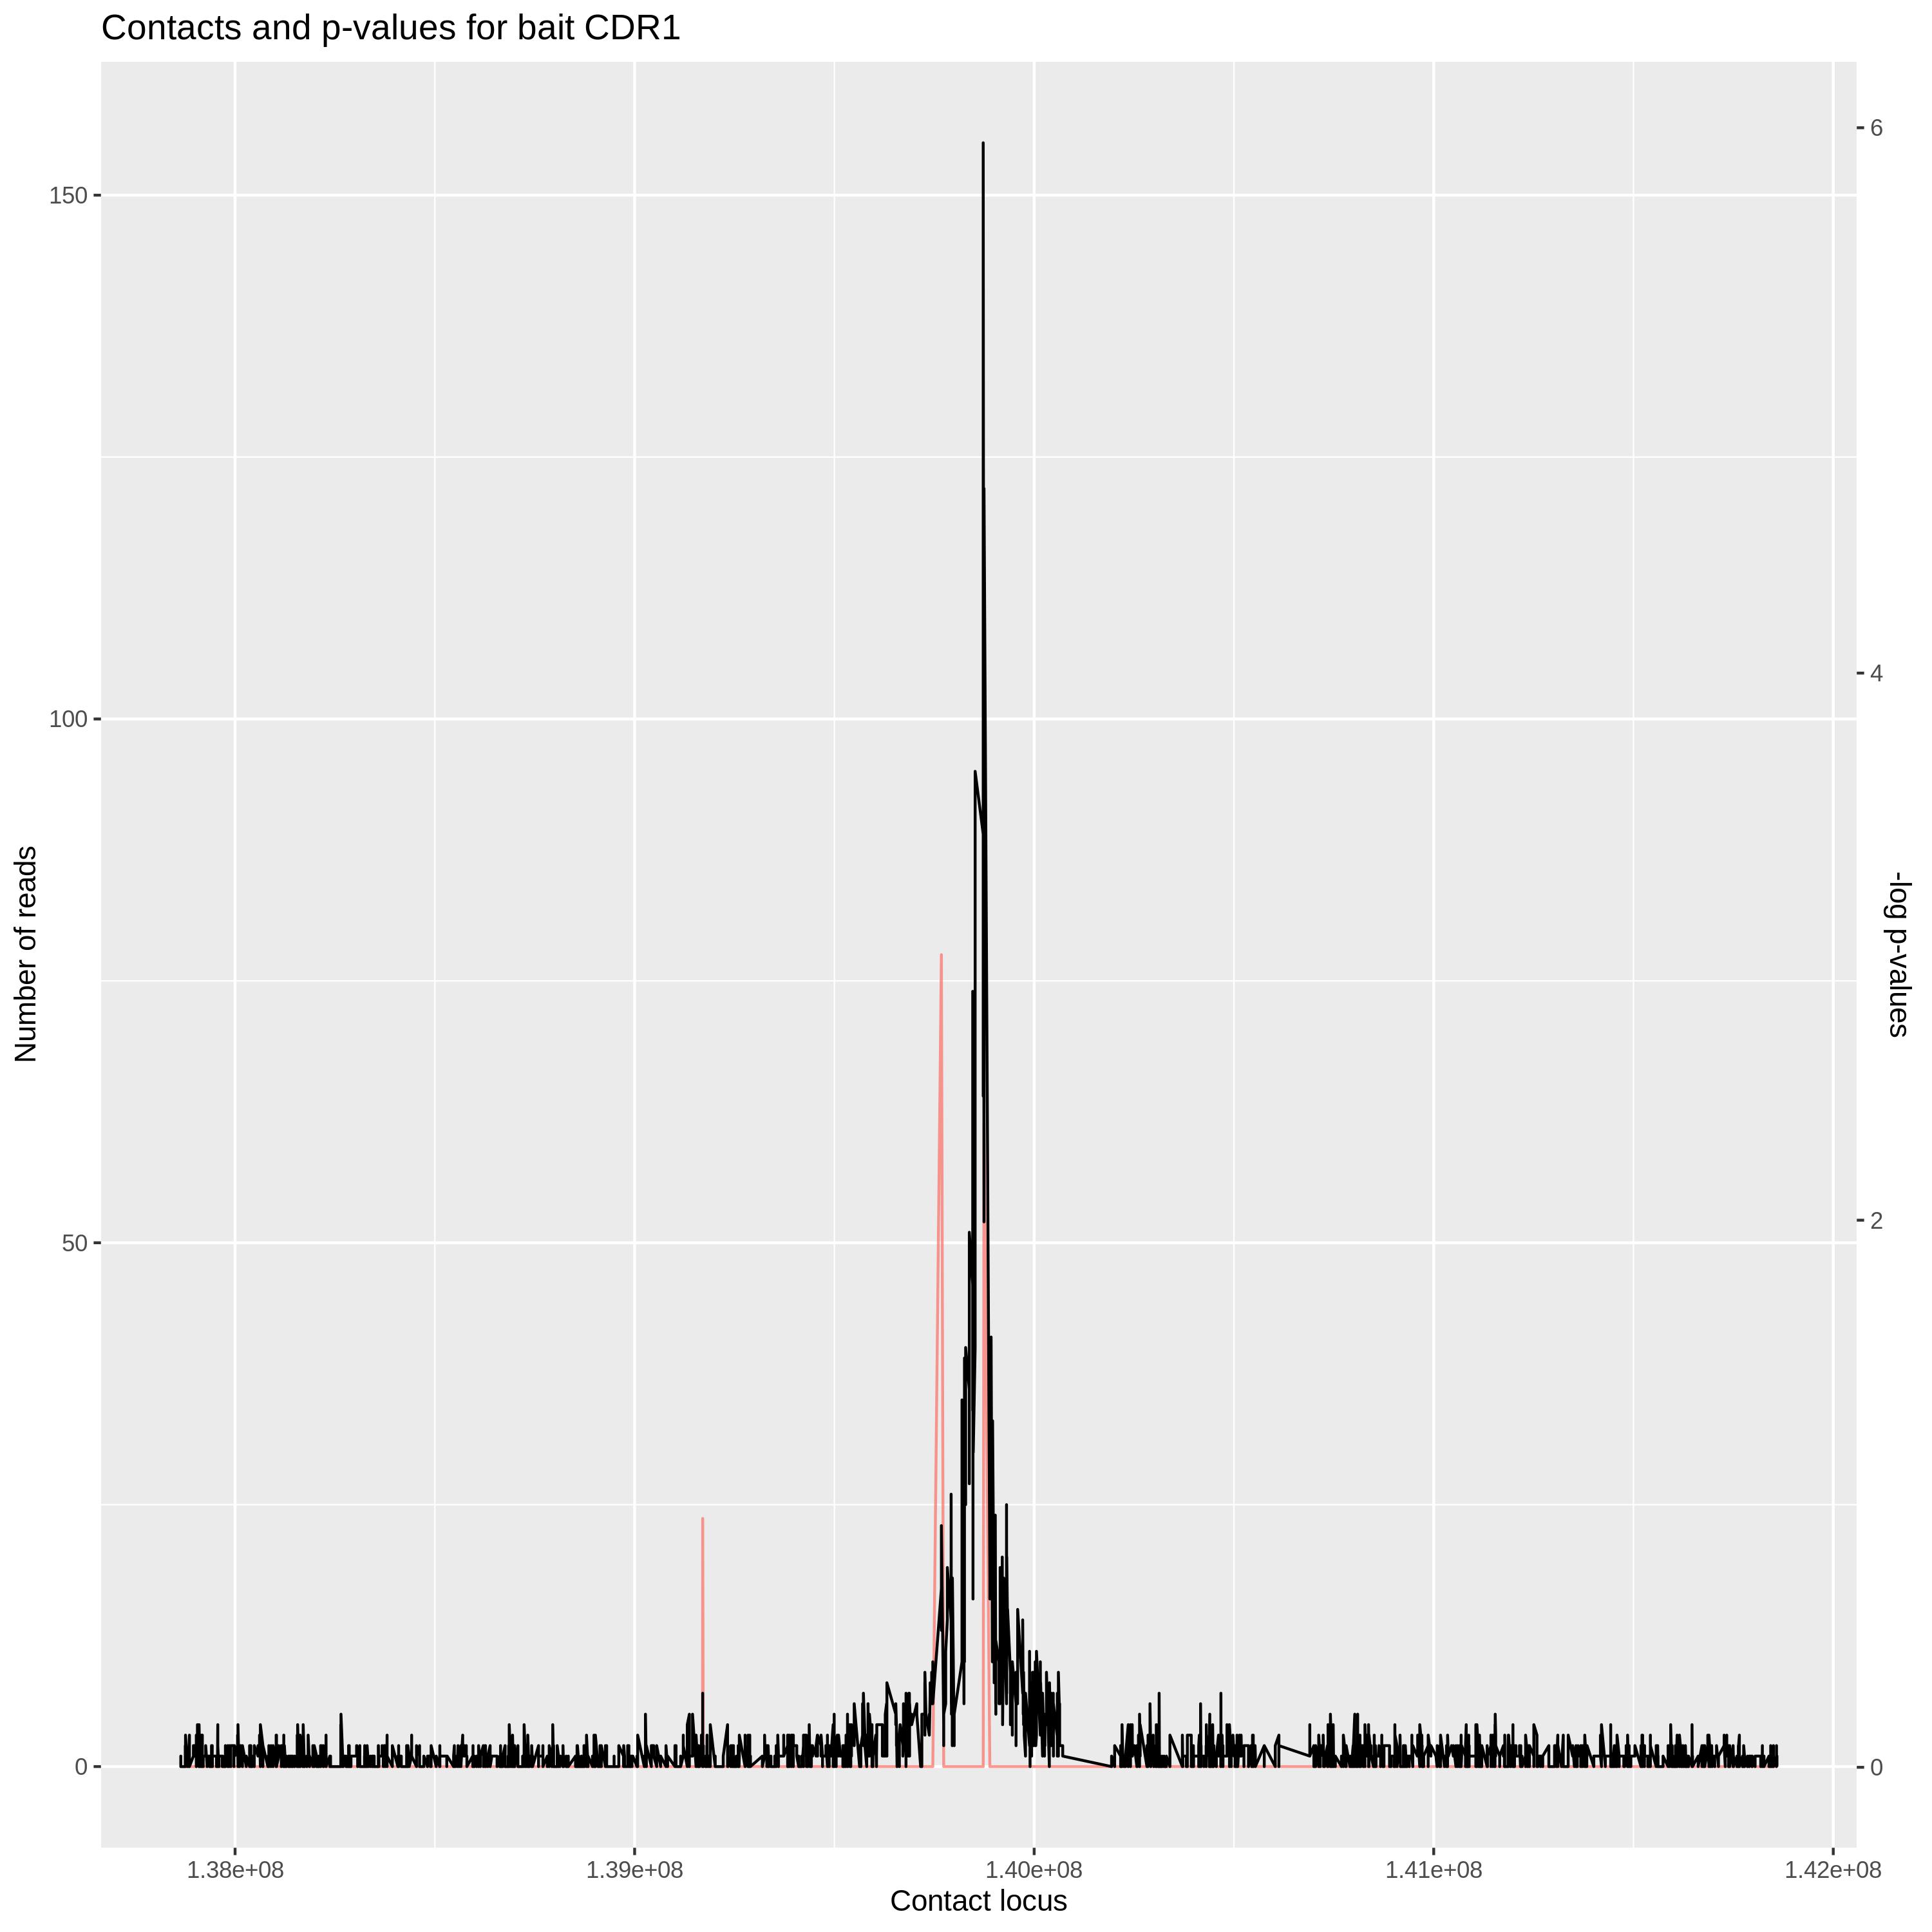 Contacts and p-values for bait CDR1
150
100
50
0
Number of reads
6
4
2
0
-log p-values
1.38e+08
1.39e+08
1.40e+08
1.41e+08
1.42e+08
Contact locus